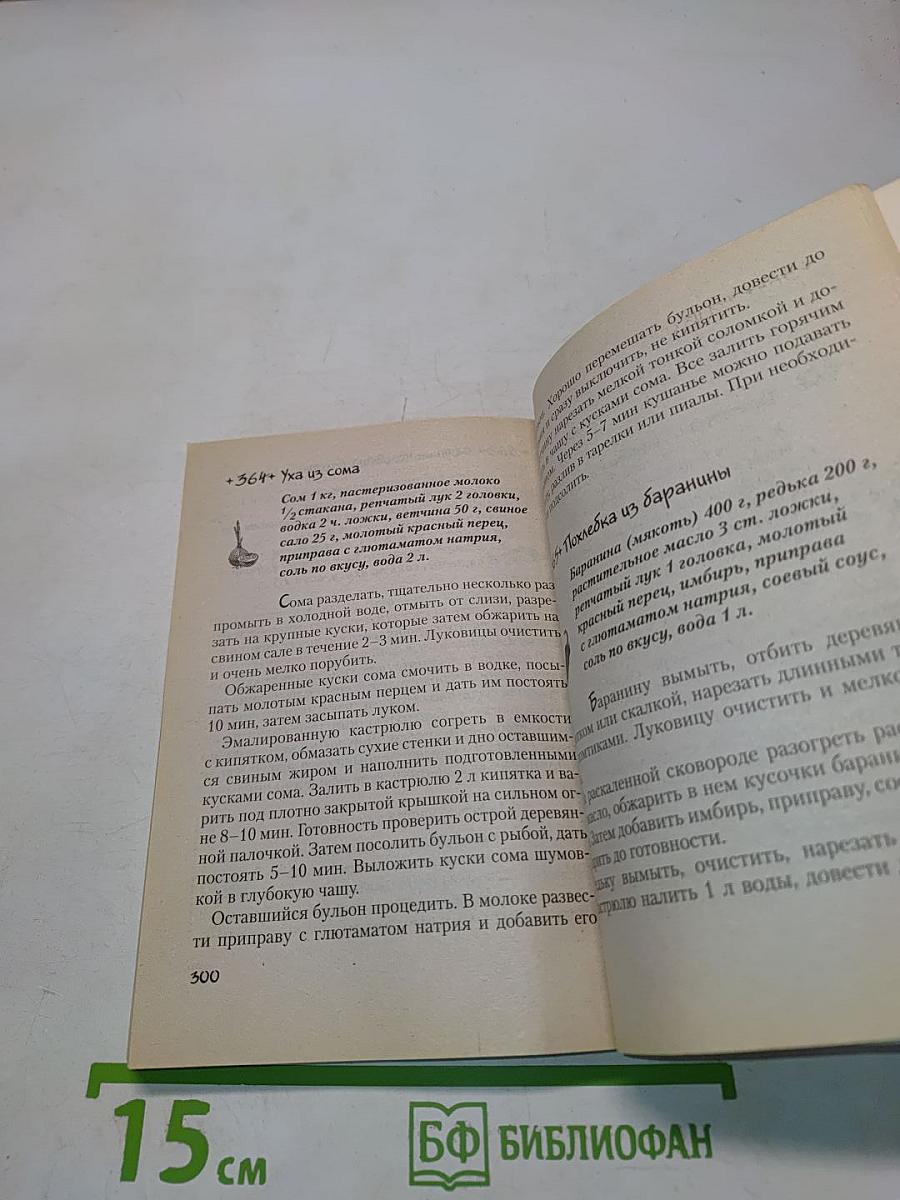 +364+ Уха из сома
Сом 1 кг, пастеризованное молоко
1/2 стакана, репчатый лук 2 головки,
водка 2 ч. ложки, ветчина 50 г, свиное
сало 25 г, молотый красный перец,
приправа с глютаматом натрия,
соль по вкусу, вода 2 л.
Сома разделать, тщательно несколько раз
промыть в холодной воде, отмыть от слизи, разре-
зать на крупные куски, которые затем обжарить на
свином сале в течение 2–3 мин. Луковицы очистить
и очень мелко порубить.
Обжаренные куски сома смочить в водке, посы-
пать молотым красным перцем и дать им постоять
10 мин, затем засыпать луком.
Эмалированную кастрюлю согреть в емкости
с кипятком, обмазать сухие стенки и дно оставшим-
ся свиным жиром и наполнить подготовленными
кусками сома. Залить в кастрюлю 2 л кипятка и ва-
рить под плотно закрытой крышкой на сильном ог-
не 8–10 мин. Готовность проверить острой деревян-
ной палочкой. Затем посолить бульон с рыбой, дать
постоять 5–10 мин. Выложить куски сома шумов-
кой в глубокую чашу.
Оставшийся бульон процедить. В молоке развес-
ти приправу с глютаматом натрия и добавить его
300
Хорошо перемешать бульон, довести до
и сразу выключить, не кипятить.
нарезать мелкой тонкой соломкой и до-
в чашу с кусками сома. Все залить горячим
Через 5–7 мин кушанье можно подавать
разлив в тарелки или пиалы. При необходи-
Похлебка из баранины
Баранина (мякоть) 400 г, редька 200 г,
растительное масло 3 ст. ложки,
репчатый лук 1 головка, молотый
красный перец, имбирь, приправа
с глютаматом натрия, соевый соус,
соль по вкусу, вода 1 л.
Баранину вымыть, отбить
или скалкой, нарезать длинными
Луковицу очистить и
раскаленной сковороде разогреть
обжарить в нем кусочки
Затем добавить имбирь, приправу,
до готовности.
вымыть, очистить, нарезать
налить 1 л воды, довести
15 см
БФ БИБЛИОФАН